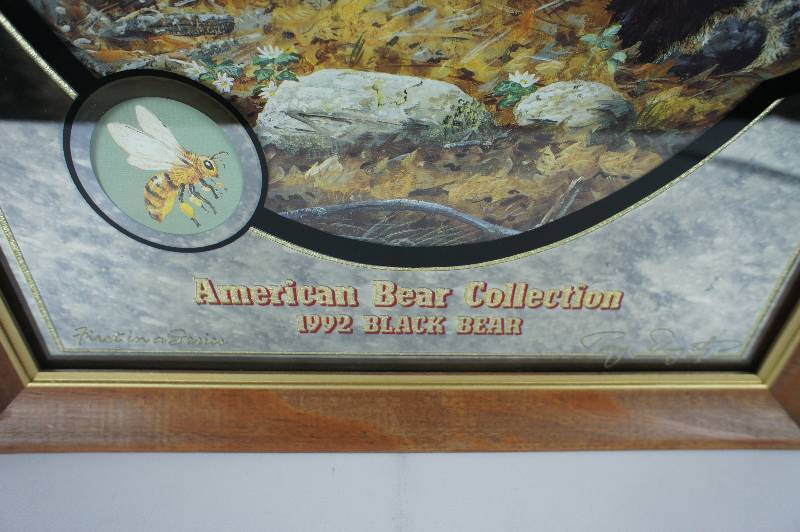 American Bear Collection
1992 BLACK BEAR
First in a Series